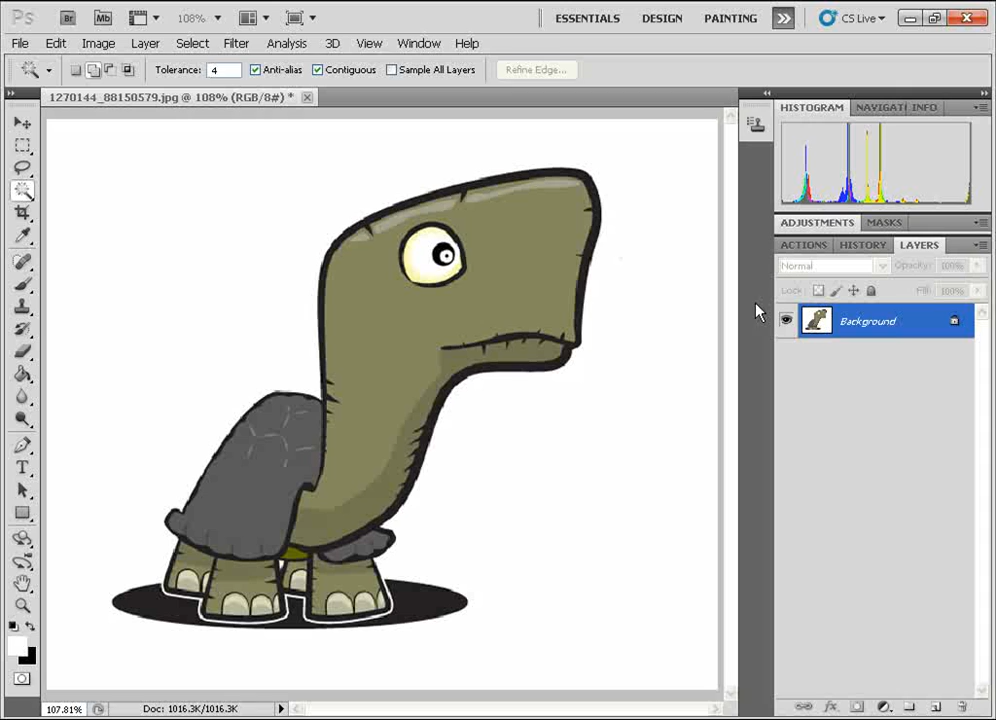 Ps Br Mb 108% ESSENTIALS DESIGN PAINTING CS Live
File Edit Image Layer Select Filter Analysis 3D View Window Help
Tolerance: 4 Anti-alias Contiguous Sample All Layers Refine Edge...
1270144_88150579.jpg @ 108% (RGB/8#) *
HISTOGRAM NAVIGATI INFO
ADJUSTMENTS MASKS
ACTIONS HISTORY LAYERS
Normal Opacity: 100%
Lock: Fill: 100%
Background
T
107.81% Doc: 1016.3K/1016.3K
fx